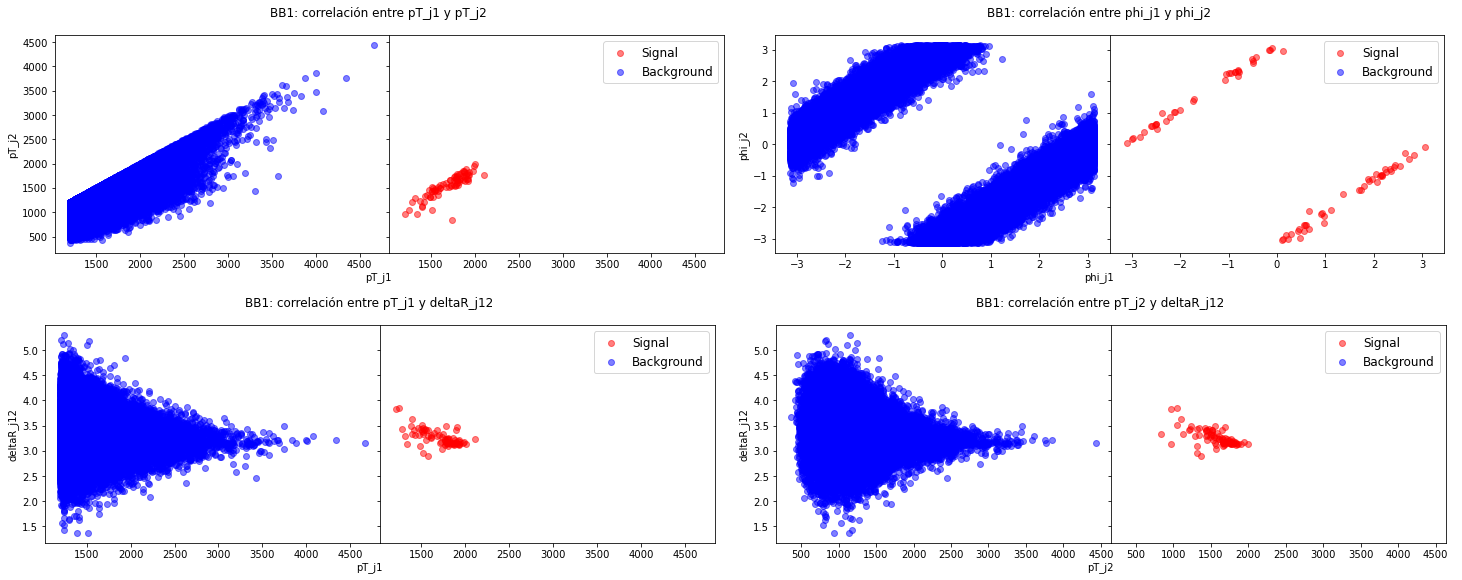 BB1: correlación entre pT_j1 y pT_j2
4500
4000
3500
3000
2500
2000
1500
1000
500
pT_j2
Signal
Background
1500 2000 2500 3000 3500 4000 4500 1500 2000 2500 3000 3500 4000 4500
pT_j1
BB1: correlación entre phi_j1 y phi_j2
3
2
1
0
−1
−2
−3
phi_j2
Signal
Background
−3 −2 −1 0 1 2 3 −3 −2 −1 0 1 2 3
phi_j1
BB1: correlación entre pT_j1 y deltaR_j12
5.0
4.5
4.0
3.5
3.0
2.5
2.0
1.5
deltaR_j12
Signal
Background
1500 2000 2500 3000 3500 4000 4500 1500 2000 2500 3000 3500 4000 4500
pT_j1
BB1: correlación entre pT_j2 y deltaR_j12
5.0
4.5
4.0
3.5
3.0
2.5
2.0
1.5
deltaR_j12
Signal
Background
500 1000 1500 2000 2500 3000 3500 4000 4500 500 1000 1500 2000 2500 3000 3500 4000 4500
pT_j2